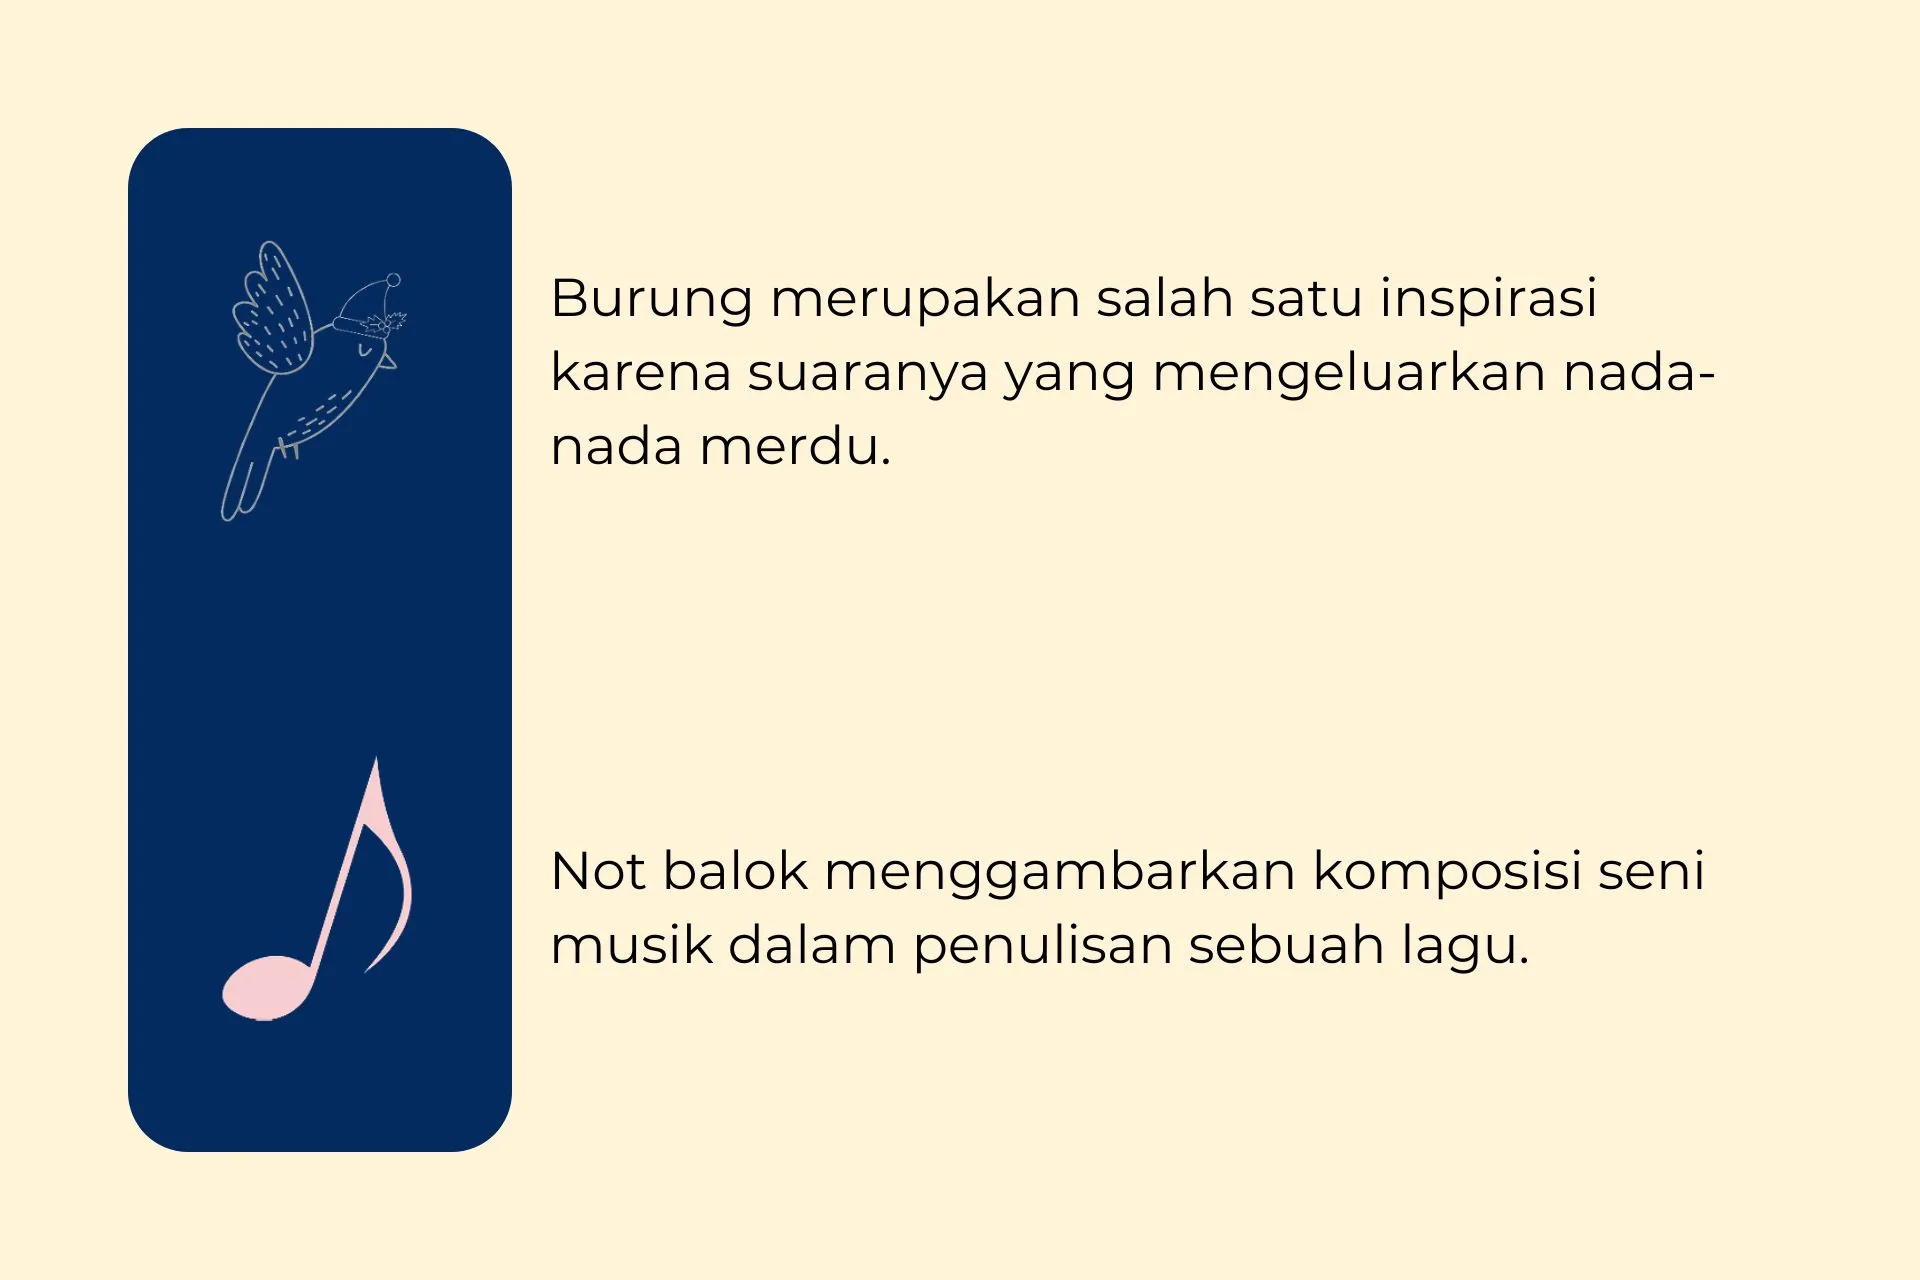 Burung merupakan salah satu inspirasi
karena suaranya yang mengeluarkan nada-
nada merdu.
Not balok menggambarkan komposisi seni
musik dalam penulisan sebuah lagu.